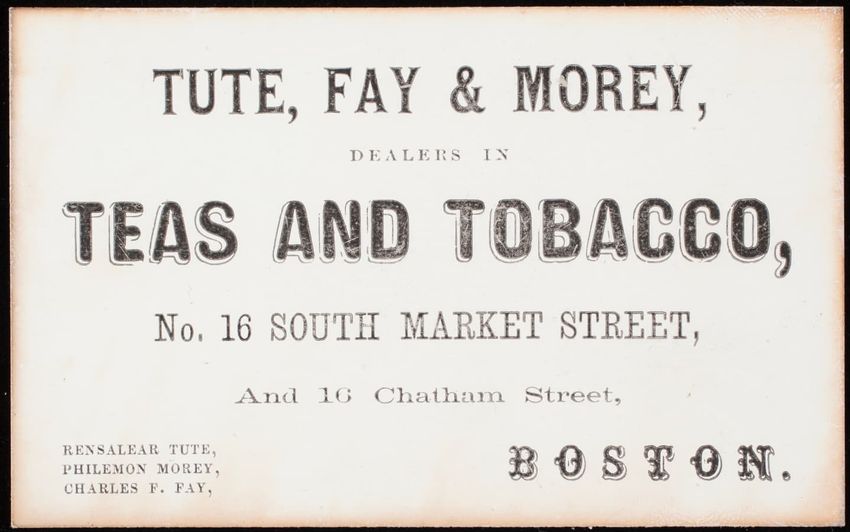 TUTE, FAY & MOREY,
DEALERS IN
TEAS AND TOBACCO,
No. 16 SOUTH MARKET STREET,
And 16 Chatham Street,
RENSALEAR TUTE,
PHILEMON MOREY,
CHARLES F. FAY,
BOSTON.